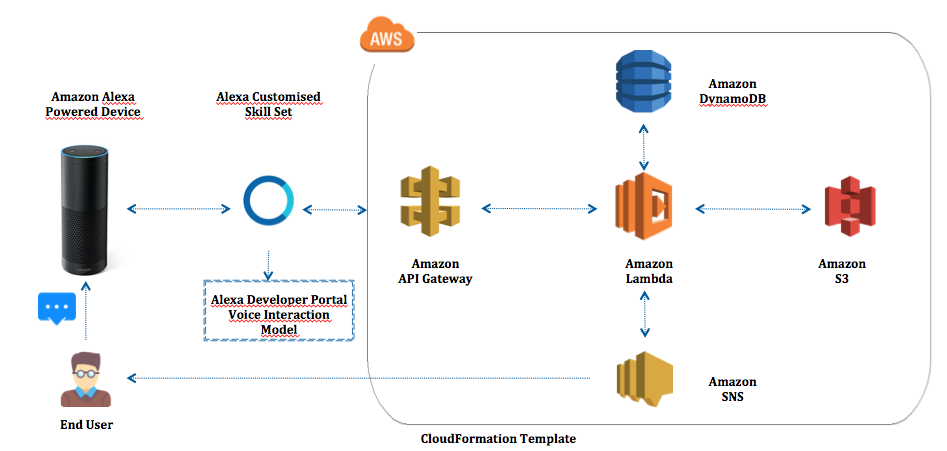 AWS
Amazon Alexa
Powered Device
Alexa Customised
Skill Set
Amazon
DynamoDB
Amazon
API Gateway
Amazon
Lambda
Amazon
S3
Alexa Developer Portal
Voice Interaction
Model
Amazon
SNS
End User
CloudFormation Template